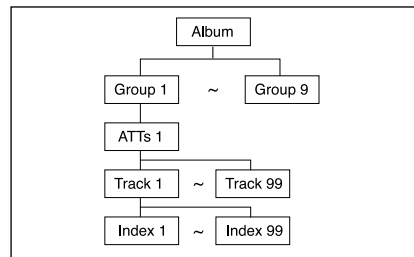 Album
Group 1 ~ Group 9
ATTs 1
Track 1 ~ Track 99
Index 1 ~ Index 99